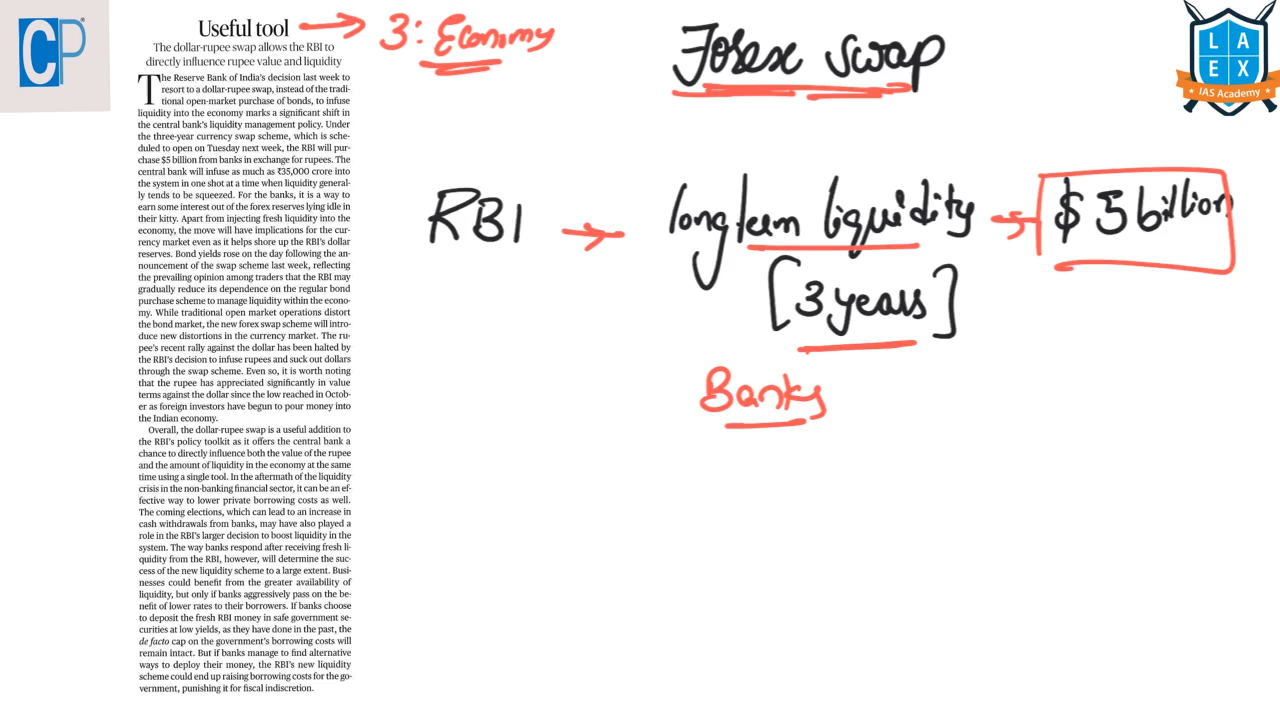 CP
Useful tool
3: Economy
The dollar-rupee swap allows the RBI to
directly influence rupee value and liquidity
The Reserve Bank of India's decision last week to
resort to a dollar-rupee swap, instead of the tradi-
tional open-market purchase of bonds, to infuse
liquidity into the economy marks a significant shift in
the central bank's liquidity management policy. Under
the three-year currency swap scheme, which is sche-
duled to open on Tuesday next week, the RBI will pur-
chase $5 billion from banks in exchange for rupees. The
central bank will infuse as much as ₹35,000 crore into
the system in one shot at a time when liquidity general-
ly tends to be squeezed. For the banks, it is a way to
earn some interest out of the forex reserves lying idle in
their kitty. Apart from injecting fresh liquidity into the
economy, the move will have implications for the cur-
rency market even as it helps shore up the RBI's dollar
reserves. Bond yields rose on the day following the an-
nouncement of the swap scheme last week, reflecting
the prevailing opinion among traders that the RBI may
gradually reduce its dependence on the regular bond
purchase scheme to manage liquidity within the econo-
my. While traditional open market operations distort
the bond market, the new forex swap scheme will intro-
duce new distortions in the currency market. The ru-
pee's recent rally against the dollar has been halted by
the RBI's decision to infuse rupees and suck out dollars
through the swap scheme. Even so, it is worth noting
that the rupee has appreciated significantly in value
terms against the dollar since the low reached in Octob-
er as foreign investors have begun to pour money into
the Indian economy.
Overall, the dollar-rupee swap is a useful addition to
the RBI's policy toolkit as it offers the central bank a
chance to directly influence both the value of the rupee
and the amount of liquidity in the economy at the same
time using a single tool. In the aftermath of the liquidity
crisis in the non-banking financial sector, it can be an ef-
fective way to lower private borrowing costs as well.
The coming elections, which can lead to an increase in
cash withdrawals from banks, may have also played a
role in the RBI's larger decision to boost liquidity in the
system. The way banks respond after receiving fresh li-
quidity from the RBI, however, will determine the suc-
cess of the new liquidity scheme to a large extent. Busi-
nesses could benefit from the greater availability of
liquidity, but only if banks aggressively pass on the be-
nefit of lower rates to their borrowers. If banks choose
to deposit the fresh RBI money in safe government se-
curities at low yields, as they have done in the past, the
de facto cap on the government's borrowing costs will
remain intact. But if banks manage to find alternative
ways to deploy their money, the RBI's new liquidity
scheme could end up raising borrowing costs for the go-
vernment, punishing it for fiscal indiscretion.
Forex swap
RBI → long term liquidity → $ 5 billion
[3 years]
Banks
LA
EX
IAS Academy